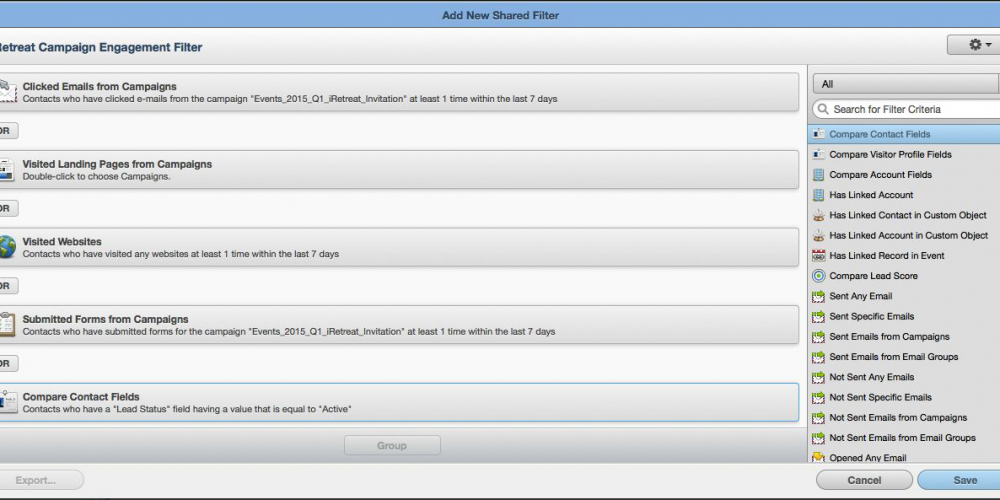 Add New Shared Filter
etreat Campaign Engagement Filter
Clicked Emails from Campaigns
Contacts who have clicked e-mails from the campaign "Events_2015_Q1_iRetreat_Invitation" at least 1 time within the last 7 days
OR
Visited Landing Pages from Campaigns
Double-click to choose Campaigns.
OR
Visited Websites
Contacts who have visited any websites at least 1 time within the last 7 days
OR
Submitted Forms from Campaigns
Contacts who have submitted forms for the campaign "Events_2015_Q1_iRetreat_Invitation" at least 1 time within the last 7 days
OR
Compare Contact Fields
Contacts who have a "Lead Status" field having a value that is equal to "Active"
Group
All
Search for Filter Criteria
Compare Contact Fields
Compare Visitor Profile Fields
Compare Account Fields
Has Linked Account
Has Linked Contact in Custom Object
Has Linked Account in Custom Object
Has Linked Record in Event
Compare Lead Score
Sent Any Email
Sent Specific Emails
Sent Emails from Campaigns
Sent Emails from Email Groups
Not Sent Any Emails
Not Sent Specific Emails
Not Sent Emails from Campaigns
Not Sent Emails from Email Groups
Opened Any Email
Export...
Cancel
Save